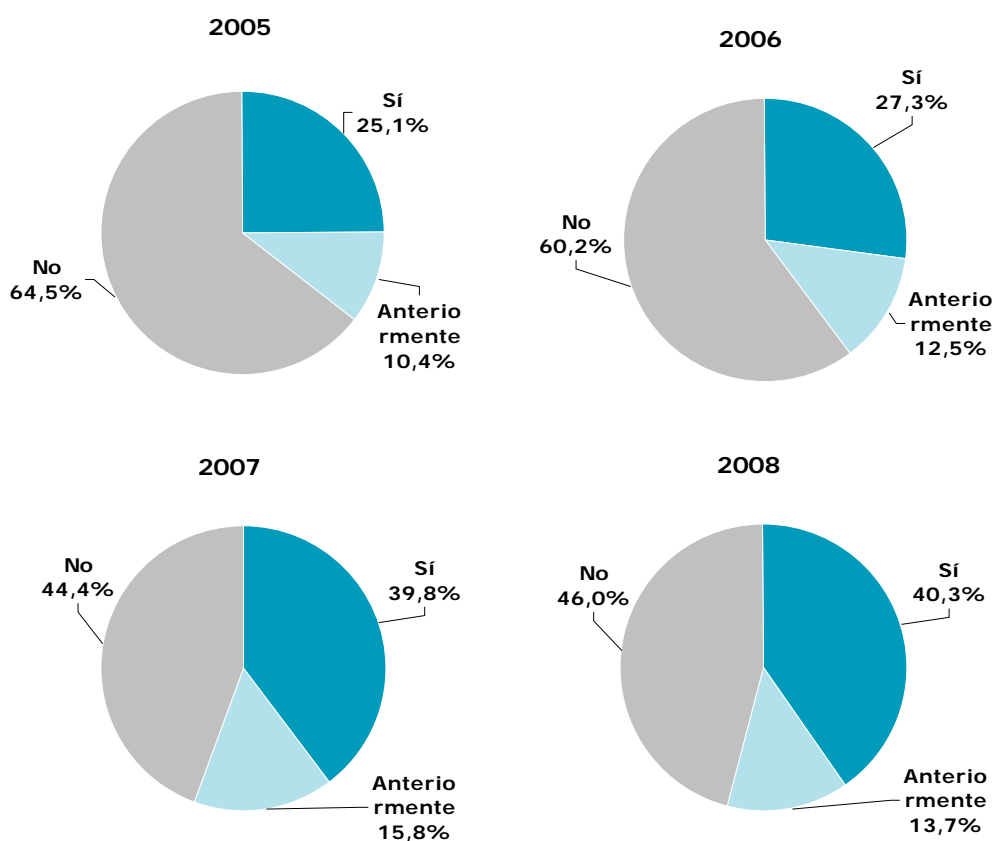 2005
Sí
25,1%
No
64,5%
Anterio
rmente
10,4%
2006
Sí
27,3%
No
60,2%
Anterio
rmente
12,5%
2007
No
44,4%
Sí
39,8%
Anterio
rmente
15,8%
2008
No
46,0%
Sí
40,3%
Anterio
rmente
13,7%